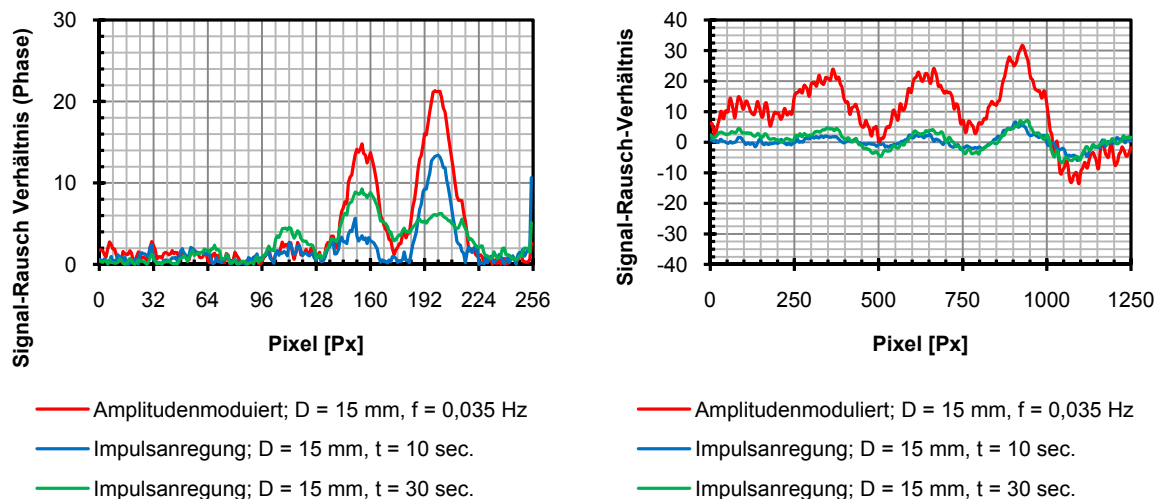 Signal-Rausch Verhältnis (Phase)
30
20
10
0
0 32 64 96 128 160 192 224 256
Pixel [Px]
Amplitudenmoduiert; D = 15 mm, f = 0,035 Hz
Impulsanregung; D = 15 mm, t = 10 sec.
Impulsanregung; D = 15 mm, t = 30 sec.
Signal-Rausch-Verhältnis
40
30
20
10
0
-10
-20
-30
-40
0 250 500 750 1000 1250
Pixel [Px]
Amplitudenmoduliert; D = 15 mm, f = 0,035 Hz
Impulsanregung; D = 15 mm, t = 10 sec.
Impulsanregung; D = 15 mm, t = 30 sec.